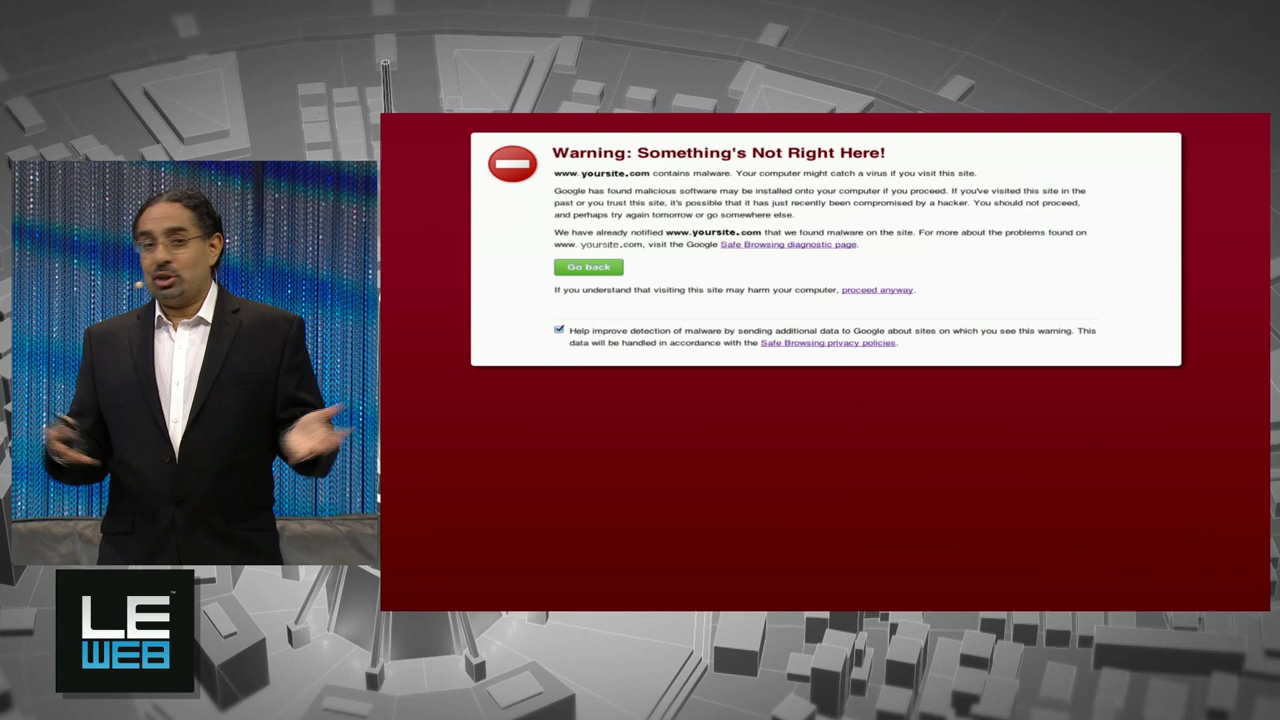 Warning: Something's Not Right Here!
www.yoursite.com contains malware. Your computer might catch a virus if you visit this site.
Google has found malicious software may be installed onto your computer if you proceed. If you've visited this site in the
past or you trust this site, it's possible that it has just recently been compromised by a hacker. You should not proceed,
and perhaps try again tomorrow or go somewhere else.
We have already notified www.yoursite.com that we found malware on the site. For more about the problems found on
www. yoursite.com, visit the Google Safe Browsing diagnostic page.
Go back
If you understand that visiting this site may harm your computer, proceed anyway.
Help improve detection of malware by sending additional data to Google about sites on which you see this warning. This
data will be handled in accordance with the Safe Browsing privacy policies.
LE
WEB